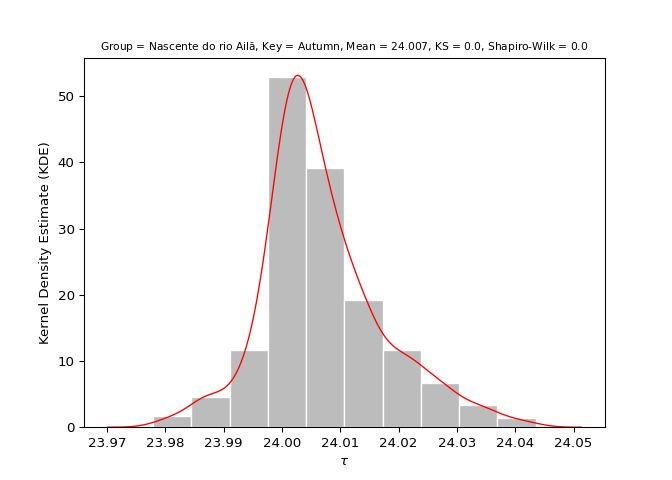 Group = Nascente do rio Ailã, Key = Autumn, Mean = 24.007, KS = 0.0, Shapiro-Wilk = 0.0
Kernel Density Estimate (KDE)
50
40
30
20
10
0
23.97 23.98 23.99 24.00 24.01 24.02 24.03 24.04 24.05
τ